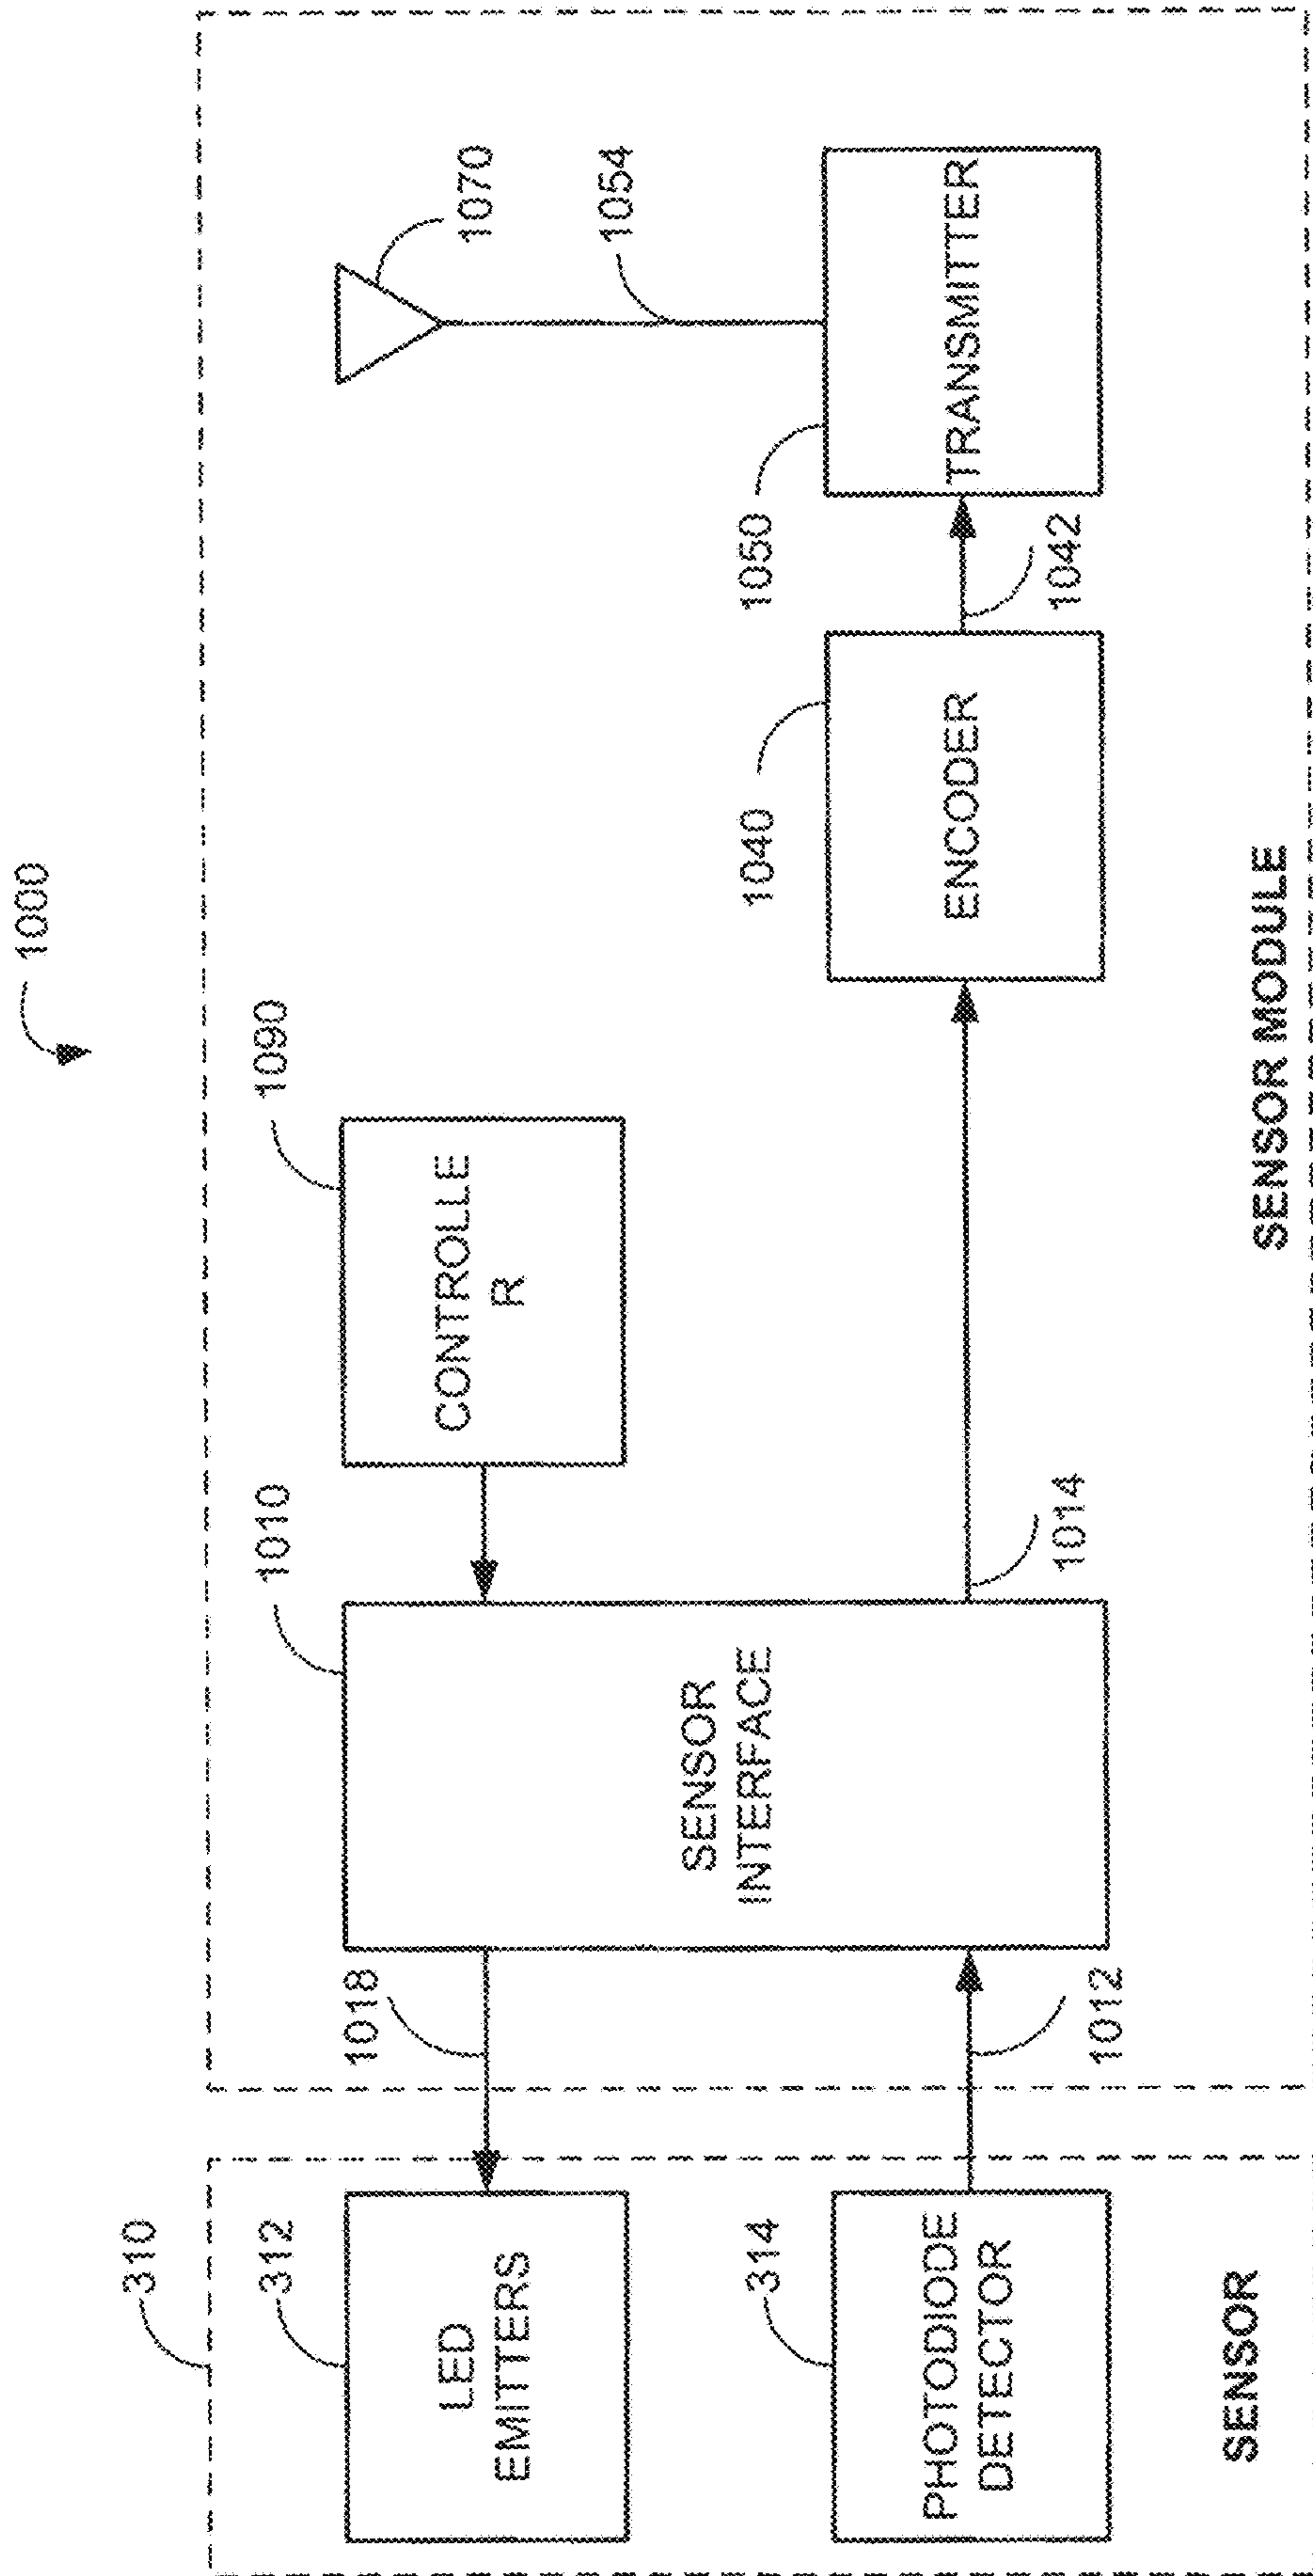 1000
310
312
LED
EMITTERS
314
PHOTODIODE
DETECTOR
SENSOR
1018
1012
1010
SENSOR
INTERFACE
1014
1090
CONTROLLE
R
1040
ENCODER
1042
1050
TRANSMITTER
1054
1070
SENSOR MODULE